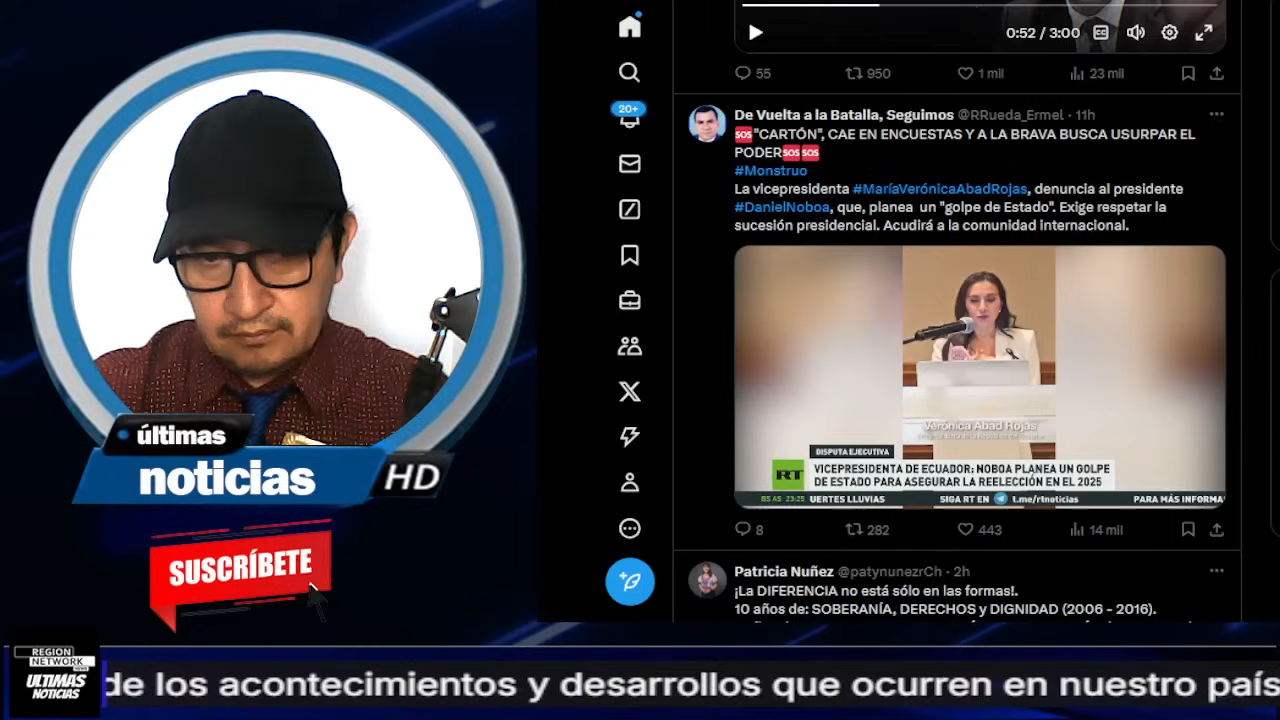 0:52 / 3:00
55
950
1 mil
23 mil
20+
De Vuelta a la Batalla, Seguimos @RRueda_Ermel · 11h
🆘"CARTÓN", CAE EN ENCUESTAS Y A LA BRAVA BUSCA USURPAR EL
PODER🆘🆘
#Monstruo
La vicepresidenta #MaríaVerónicaAbadRojas, denuncia al presidente
#DanielNoboa, que, planea un "golpe de Estado". Exige respetar la
sucesión presidencial. Acudirá a la comunidad internacional.
Verónica Abad Rojas
DISPUTA EJECUTIVA
RT
VICEPRESIDENTA DE ECUADOR: NOBOA PLANEA UN GOLPE
DE ESTADO PARA ASEGURAR LA REELECCIÓN EN EL 2025
BS AS 23:25 UERTES LLUVIAS SIGA RT EN t.me/rtnoticias PARA MÁS INFORMA
8
282
443
14 mil
Patricia Nuñez @patynunezrCh · 2h
¡La DIFERENCIA no está sólo en las formas!.
10 años de: SOBERANÍA, DERECHOS y DIGNIDAD (2006 - 2016).
últimas
noticias HD
SUSCRÍBETE
REGION
NETWORK
NEWS
ULTIMAS
NOTICIAS
de los acontecimientos y desarrollos que ocurren en nuestro país